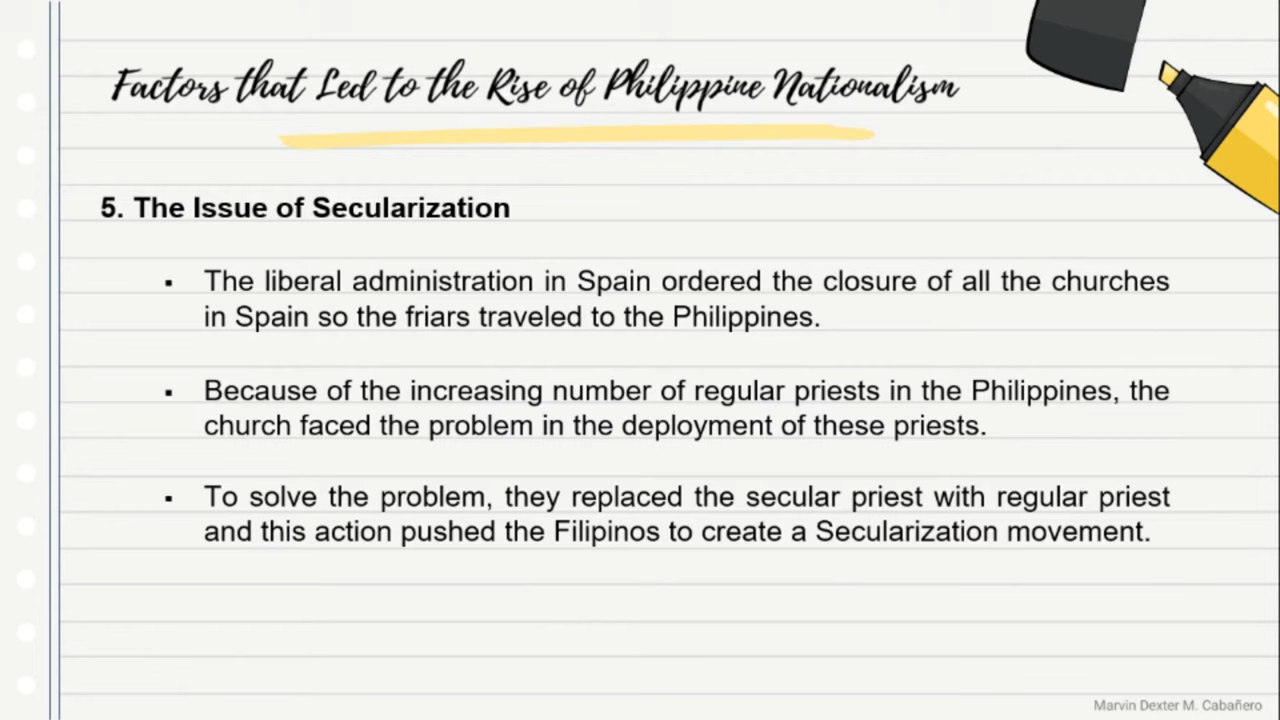 Factors that Led to the Rise of Philippine Nationalism
5. The Issue of Secularization
▪ The liberal administration in Spain ordered the closure of all the churches
in Spain so the friars traveled to the Philippines.
▪ Because of the increasing number of regular priests in the Philippines, the
church faced the problem in the deployment of these priests.
▪ To solve the problem, they replaced the secular priest with regular priest
and this action pushed the Filipinos to create a Secularization movement.
Marvin Dexter M. Cabañero